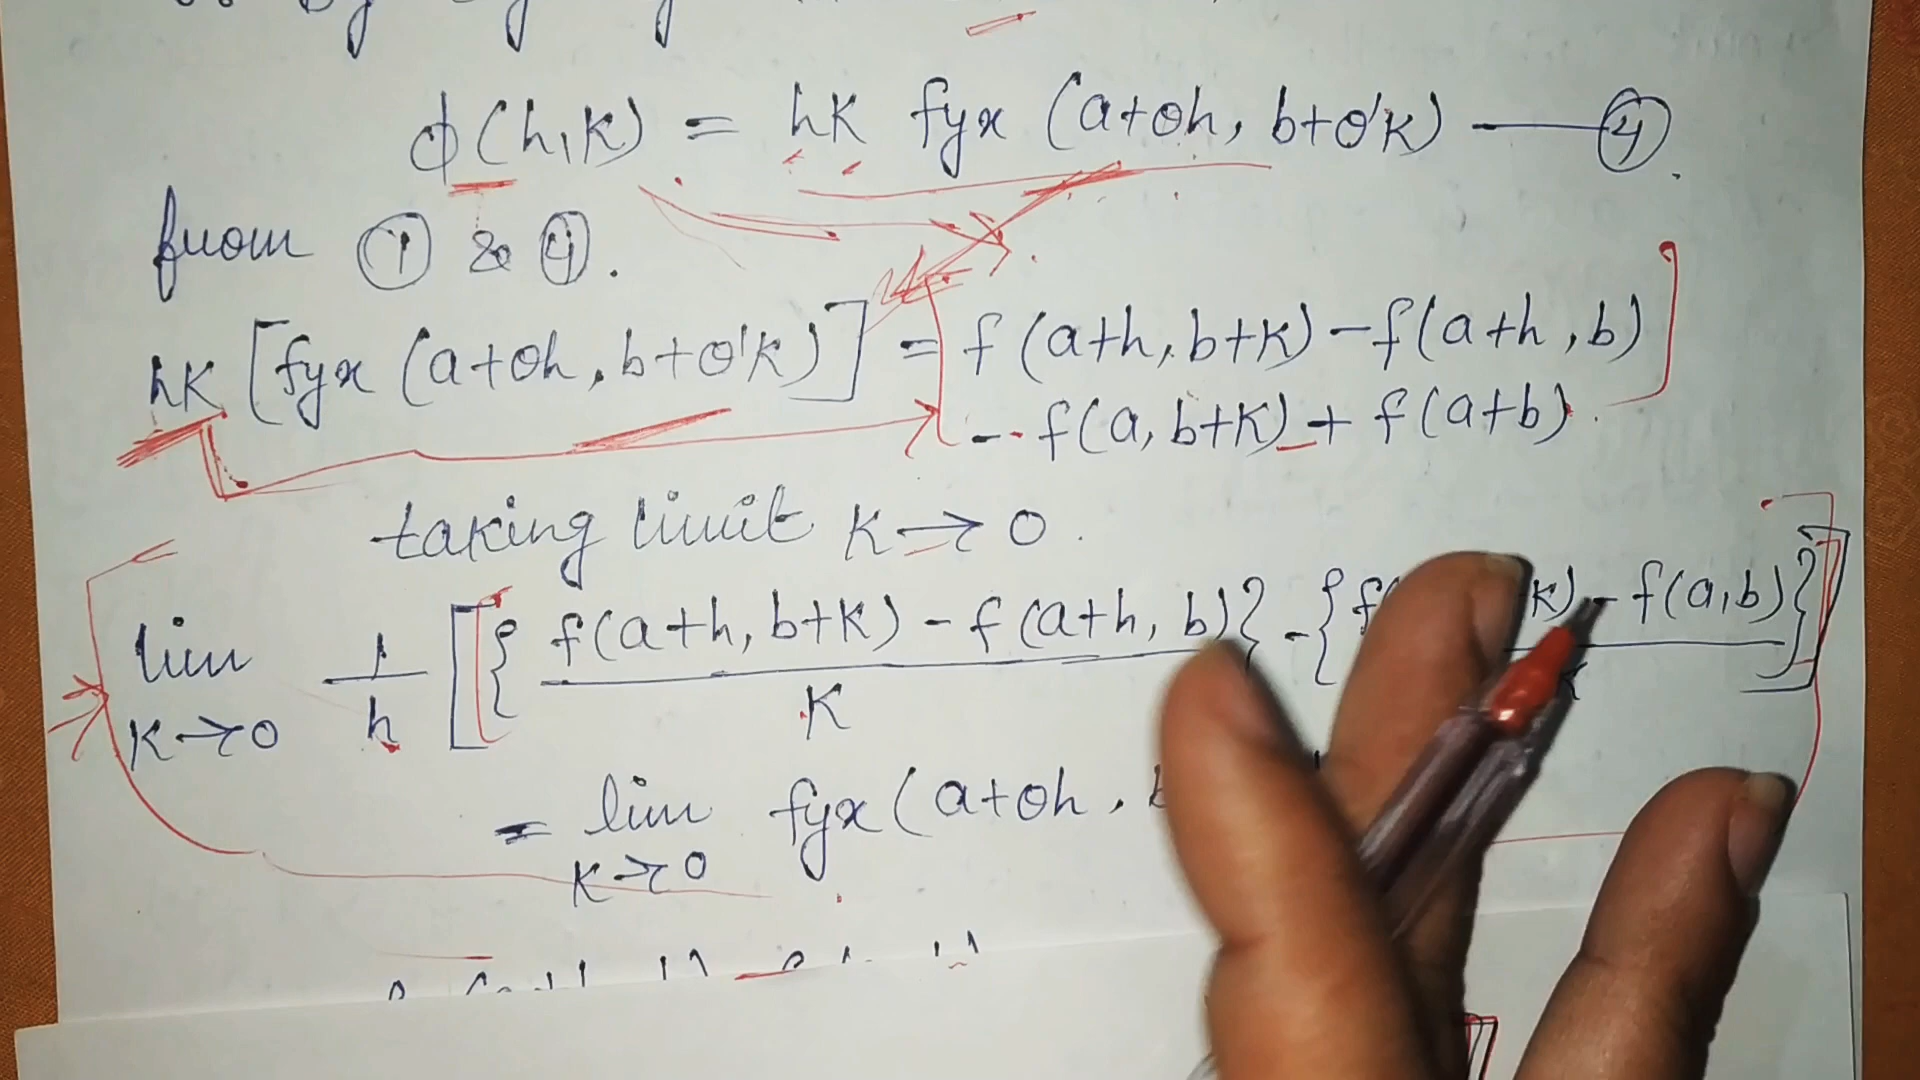 By
ϕ(h,k) = hk fyx (a+θh, b+θ'k) — ④.
from ① & ④.
hk [fyx (a+θh, b+θ'k)] = f(a+h, b+k) - f(a+h, b)
- f(a, b+k) + f(a+b).
taking limit k→0.
lim k→0 1/h [{f(a+h, b+k) - f(a+h, b)}/k - {f( k) - f(a,b)}/k]
= lim k→0 fyx (a+θh,